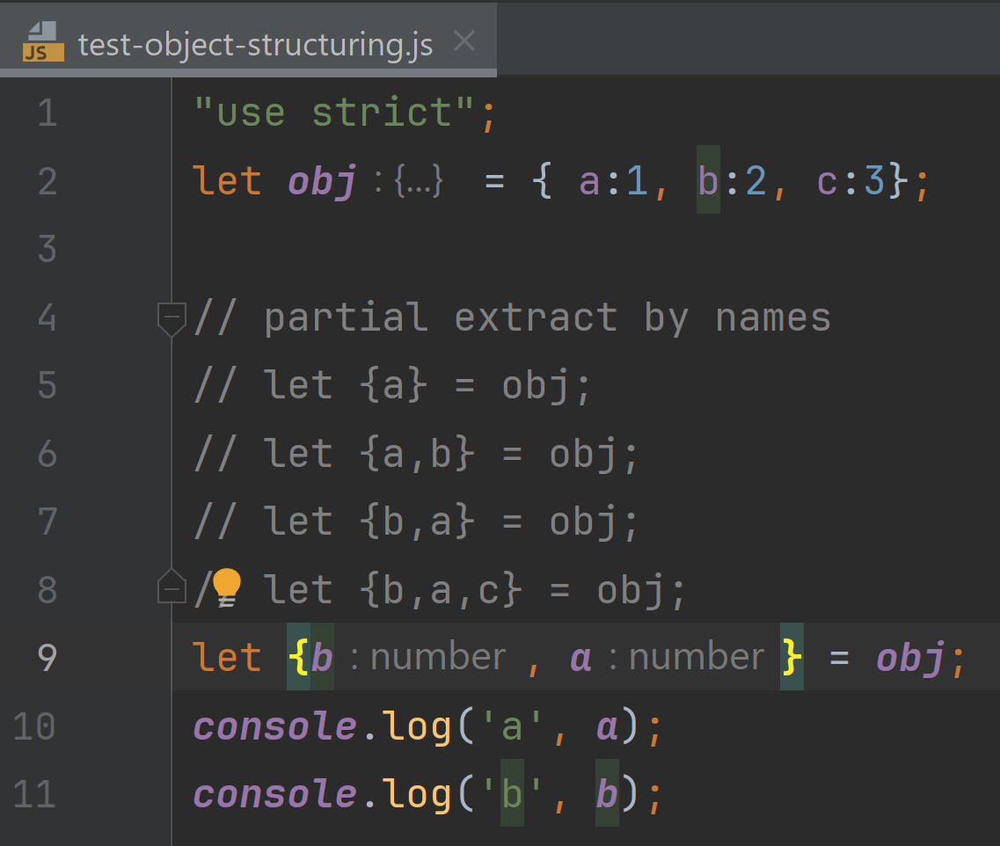 JS test-object-structuring.js
1 "use strict";
2 let obj :{...} = { a:1, b:2, c:3};
3
4 // partial extract by names
5 // let {a} = obj;
6 // let {a,b} = obj;
7 // let {b,a} = obj;
8 // let {b,a,c} = obj;
9 let {b : number , a : number } = obj;
10 console.log('a', a);
11 console.log('b', b);